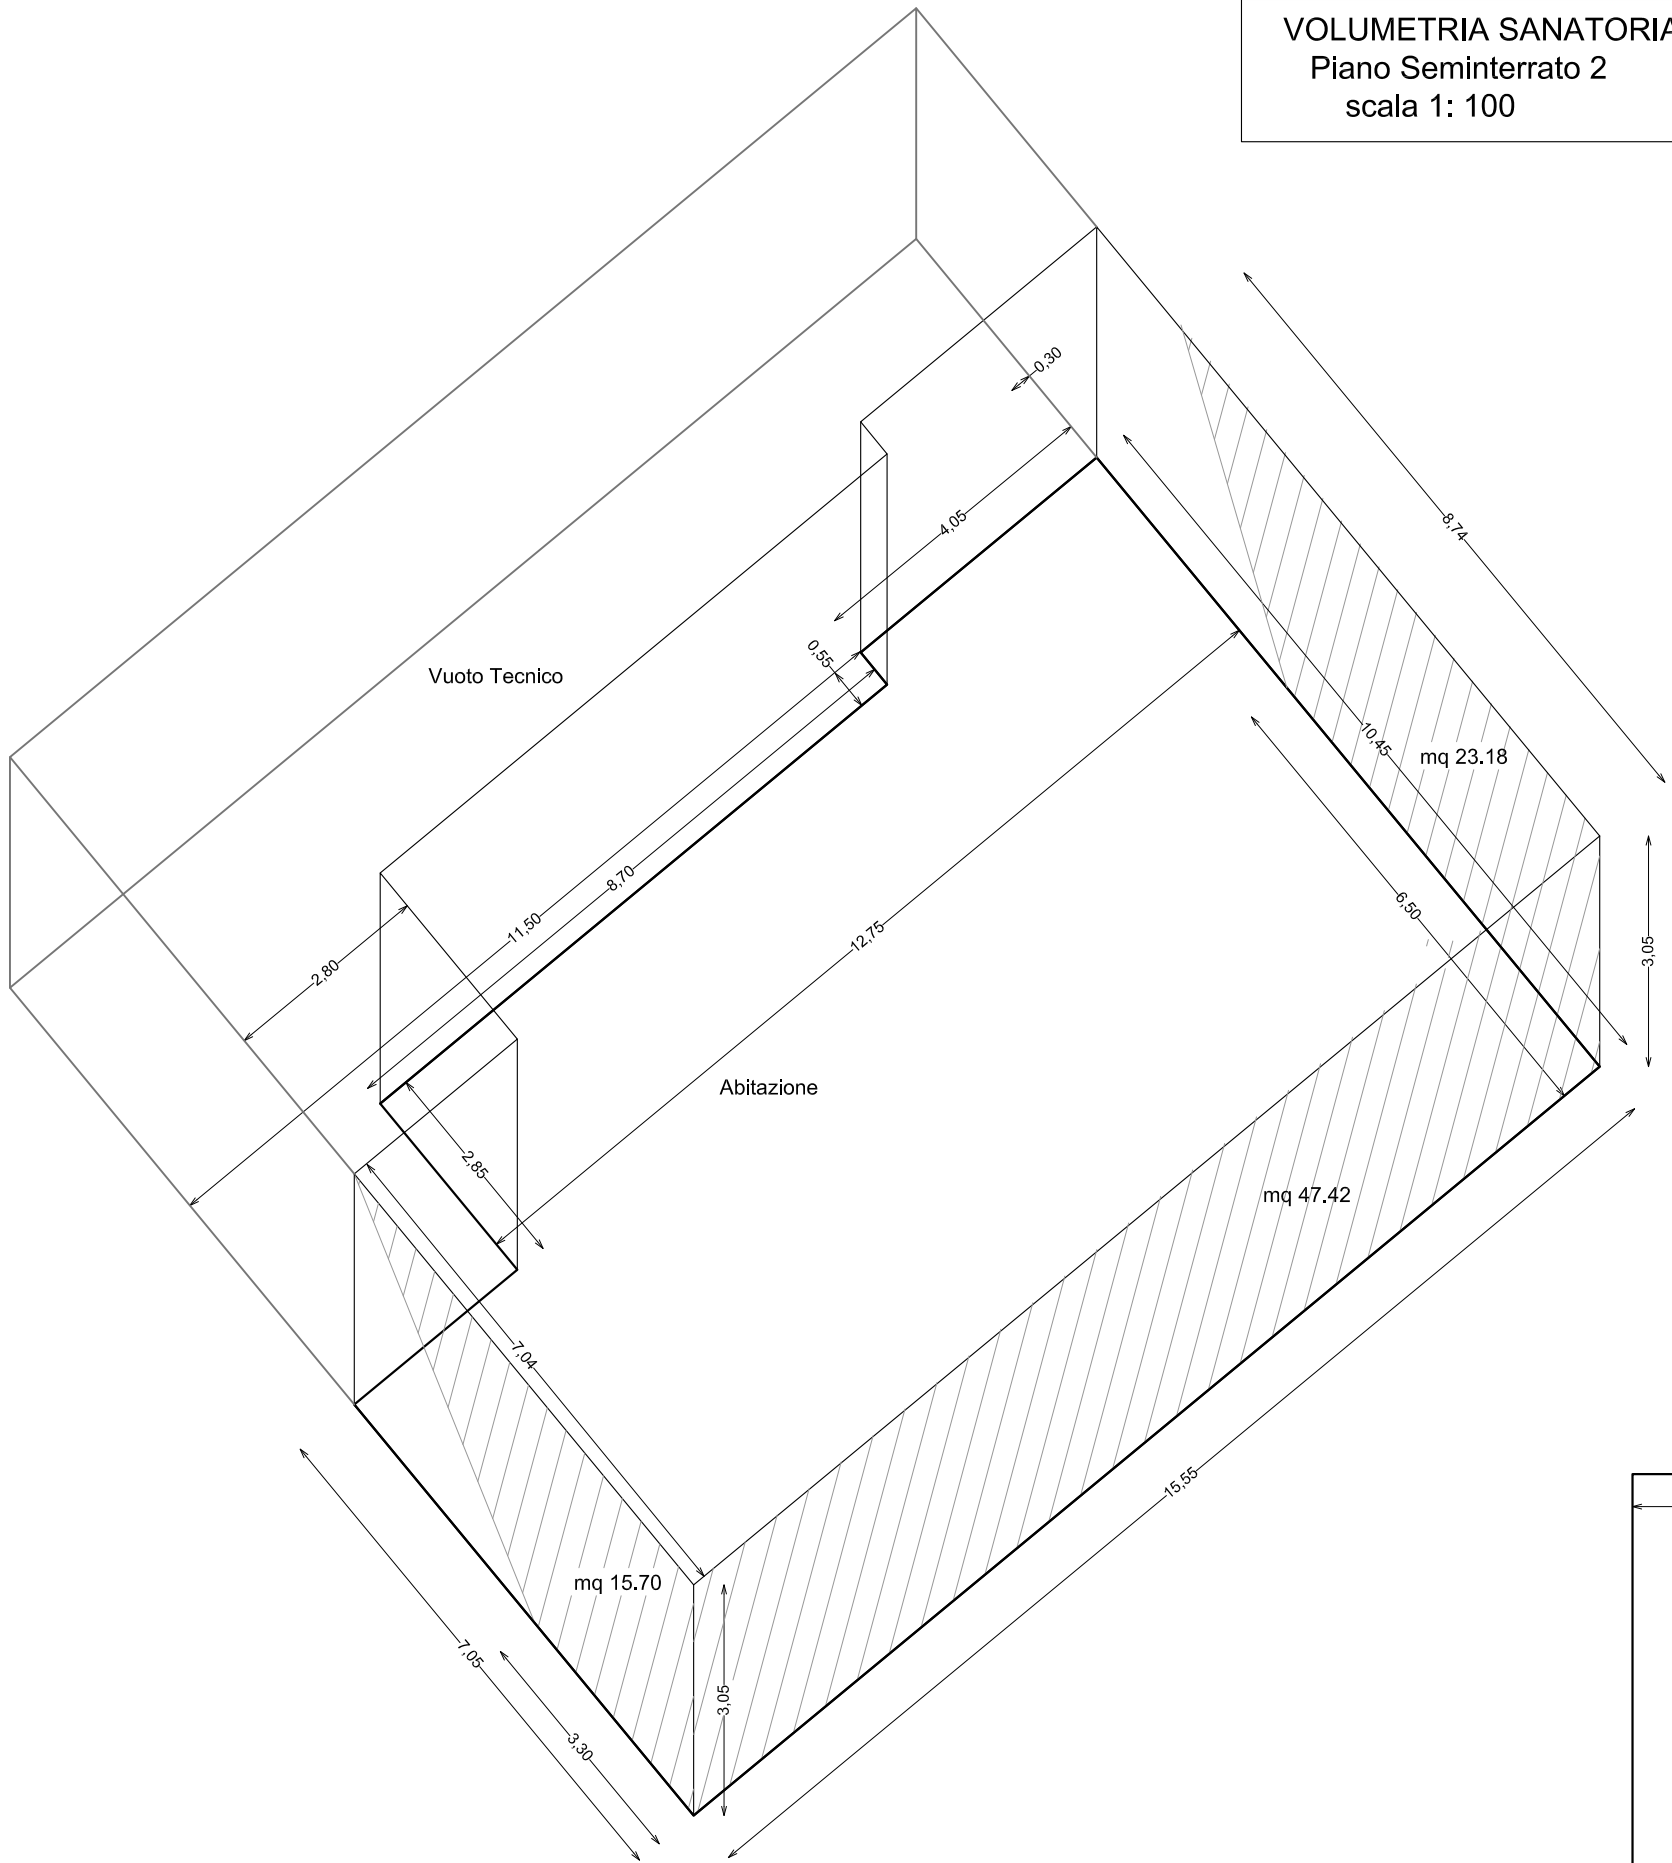 VOLUMETRIA SANATORIA
Piano Seminterrato 2
scala 1: 100
0,30
8,74
4,05
0,55
Vuoto Tecnico
10,45
mq 23.18
8,70
6,50
11,50
12,75
3,05
2,80
Abitazione
2,85
mq 47.42
7,04
15,55
mq 15.70
7,05
3,05
3,30